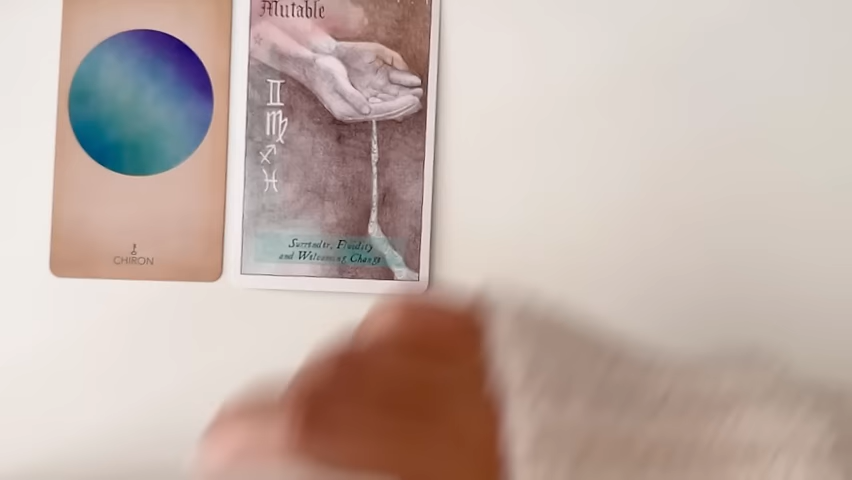 Mutable
♊
♍
♐
♓
Surrender, Fluidity
and Welcoming Change
⚷
CHIRON